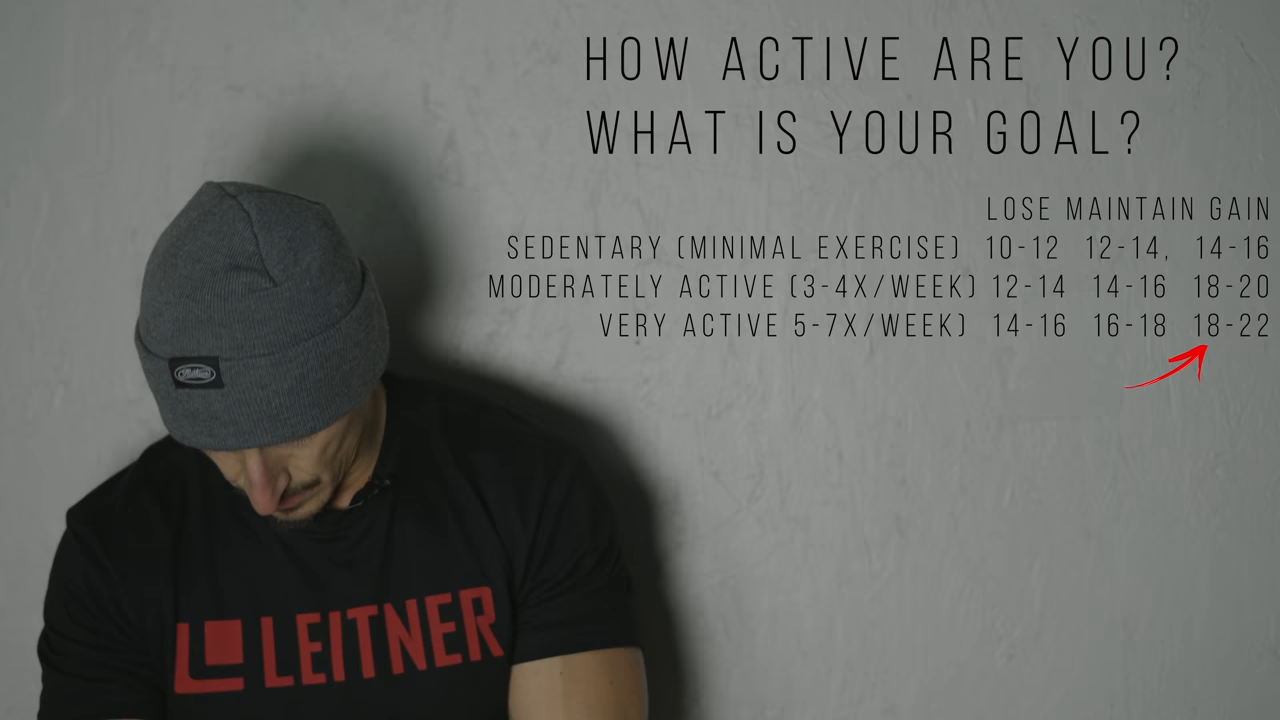 HOW ACTIVE ARE YOU?
WHAT IS YOUR GOAL?
LOSE MAINTAIN GAIN
SEDENTARY (MINIMAL EXERCISE) 10-12 12-14, 14-16
MODERATELY ACTIVE (3-4X/WEEK) 12-14 14-16 18-20
VERY ACTIVE 5-7X/WEEK) 14-16 16-18 18-22
LEITNER